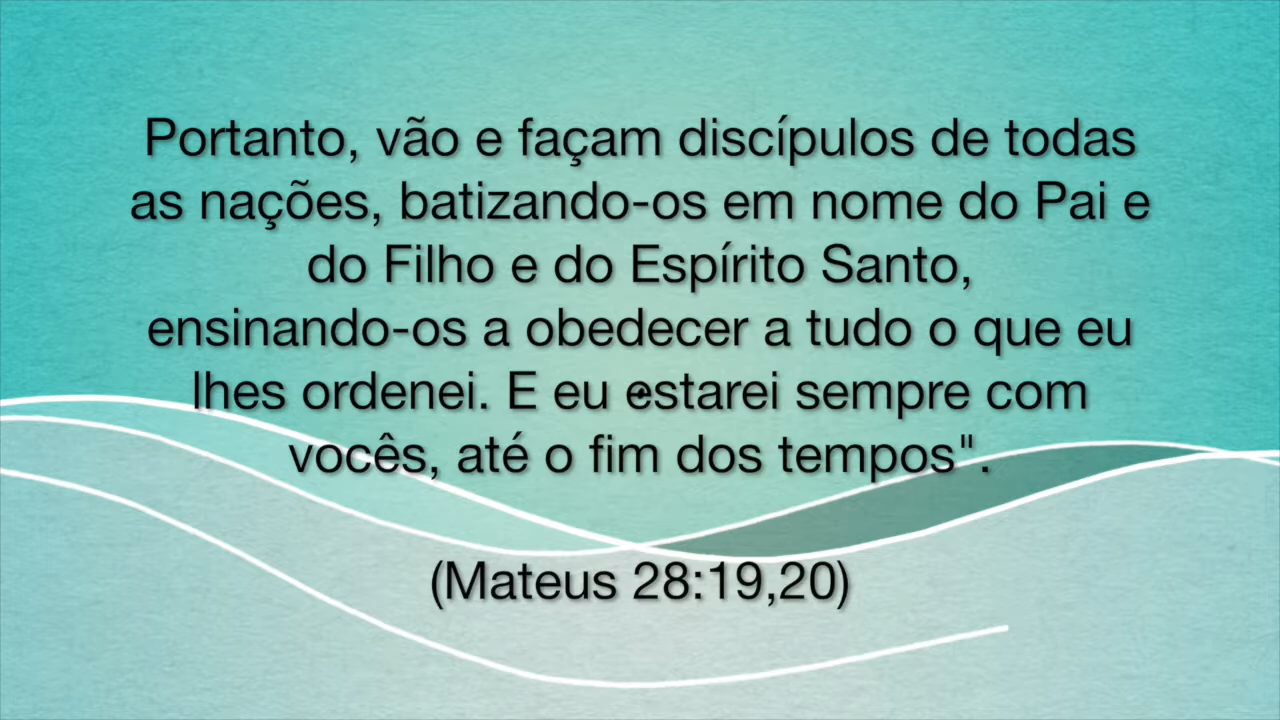 Portanto, vão e façam discípulos de todas
as nações, batizando-os em nome do Pai e
do Filho e do Espírito Santo,
ensinando-os a obedecer a tudo o que eu
lhes ordenei. E eu estarei sempre com
vocês, até o fim dos tempos".
(Mateus 28:19,20)